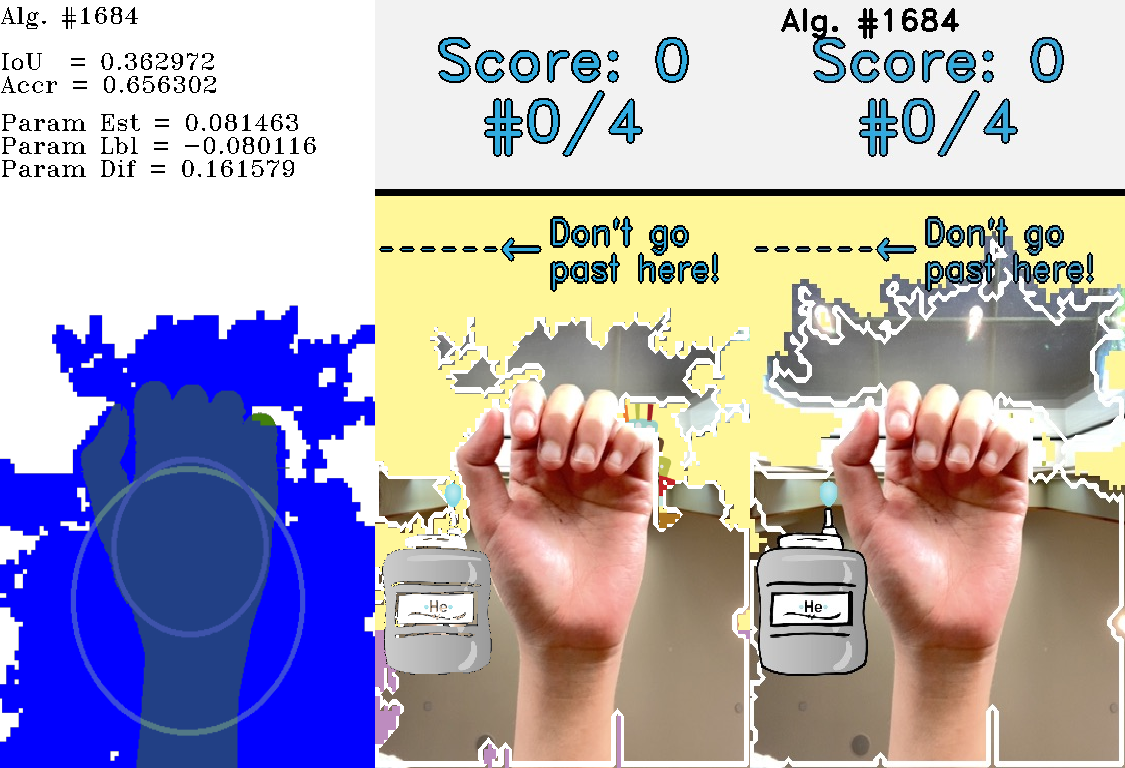 Alg. #1684
IoU = 0.362972
Accr = 0.656302
Param Est = 0.081463
Param Lbl = −0.080116
Param Dif = 0.161579
Score: 0
#0/4
------← Don't go
past here!
He
Alg. #1684
Score: 0
#0/4
------← Don't go
past here!
He